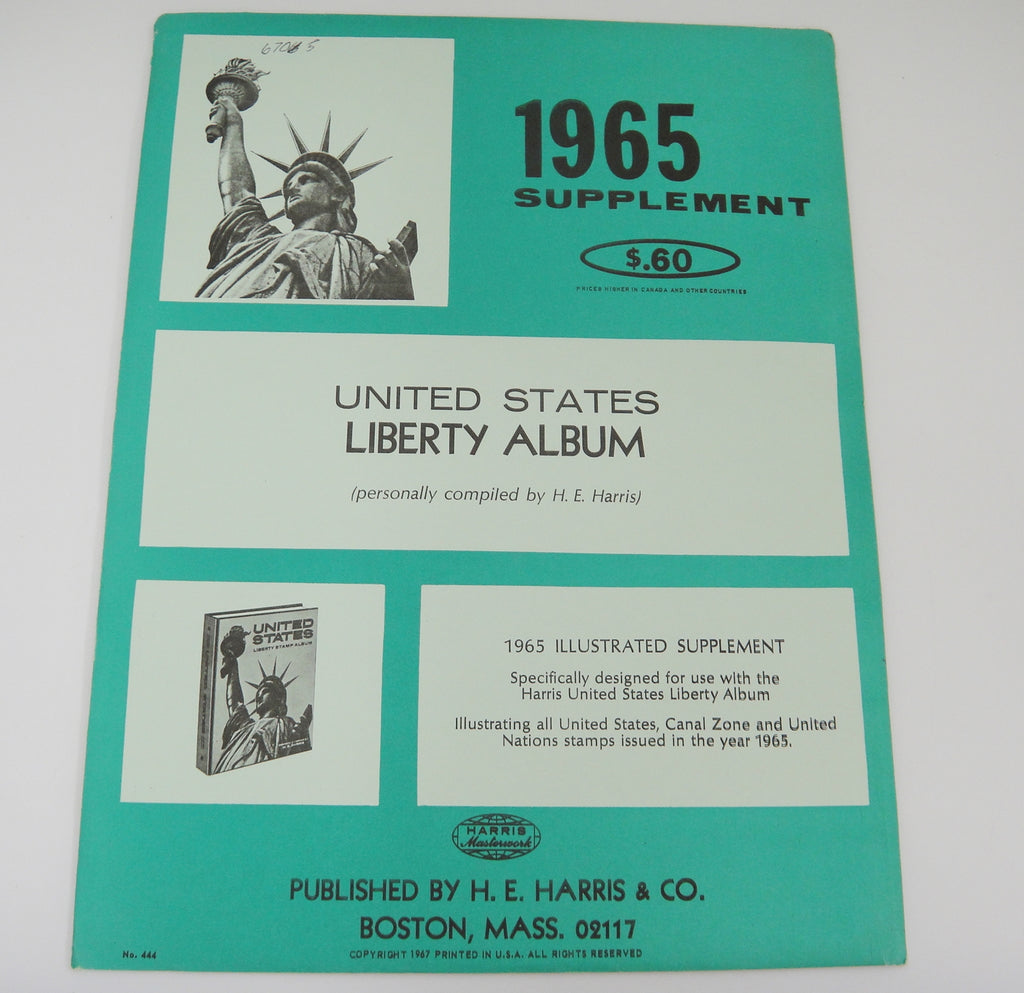 1965
SUPPLEMENT
$.60
PRICES HIGHER IN CANADA AND OTHER COUNTRIES
UNITED STATES
LIBERTY ALBUM
(personally compiled by H. E. Harris)
UNITED
STATES
LIBERTY STAMP ALBUM
1965 ILLUSTRATED SUPPLEMENT
Specifically designed for use with the
Harris United States Liberty Album
Illustrating all United States, Canal Zone and United
Nations stamps issued in the year 1965.
HARRIS
Masterwork
PUBLISHED BY H. E. HARRIS & CO.
BOSTON, MASS. 02117
No. 444
COPYRIGHT 1967 PRINTED IN U.S.A. ALL RIGHTS RESERVED